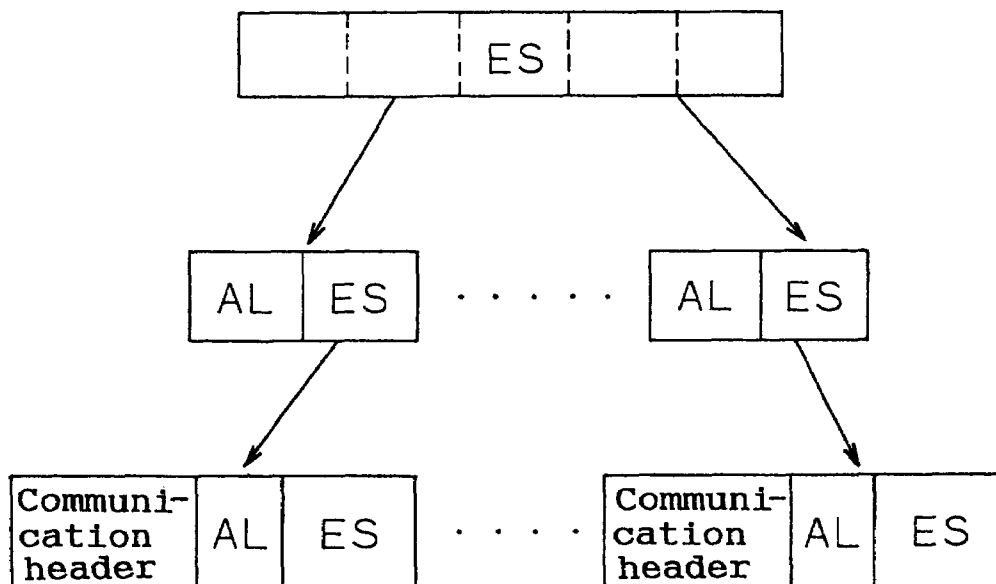 ES
AL ES ..... AL ES
Communi-
cation
header AL ES ..... Communi-
cation
header AL ES